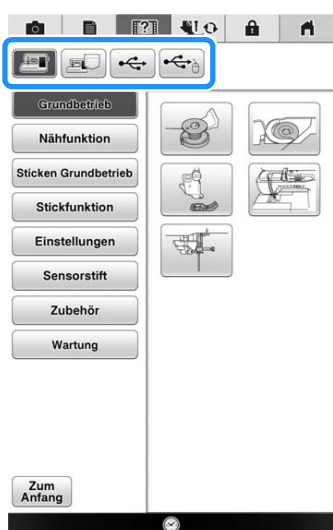 Grundbetrieb
Nähfunktion
Sticken Grundbetrieb
Stickfunktion
Einstellungen
Sensorstift
Zubehör
Wartung
Zum
Anfang